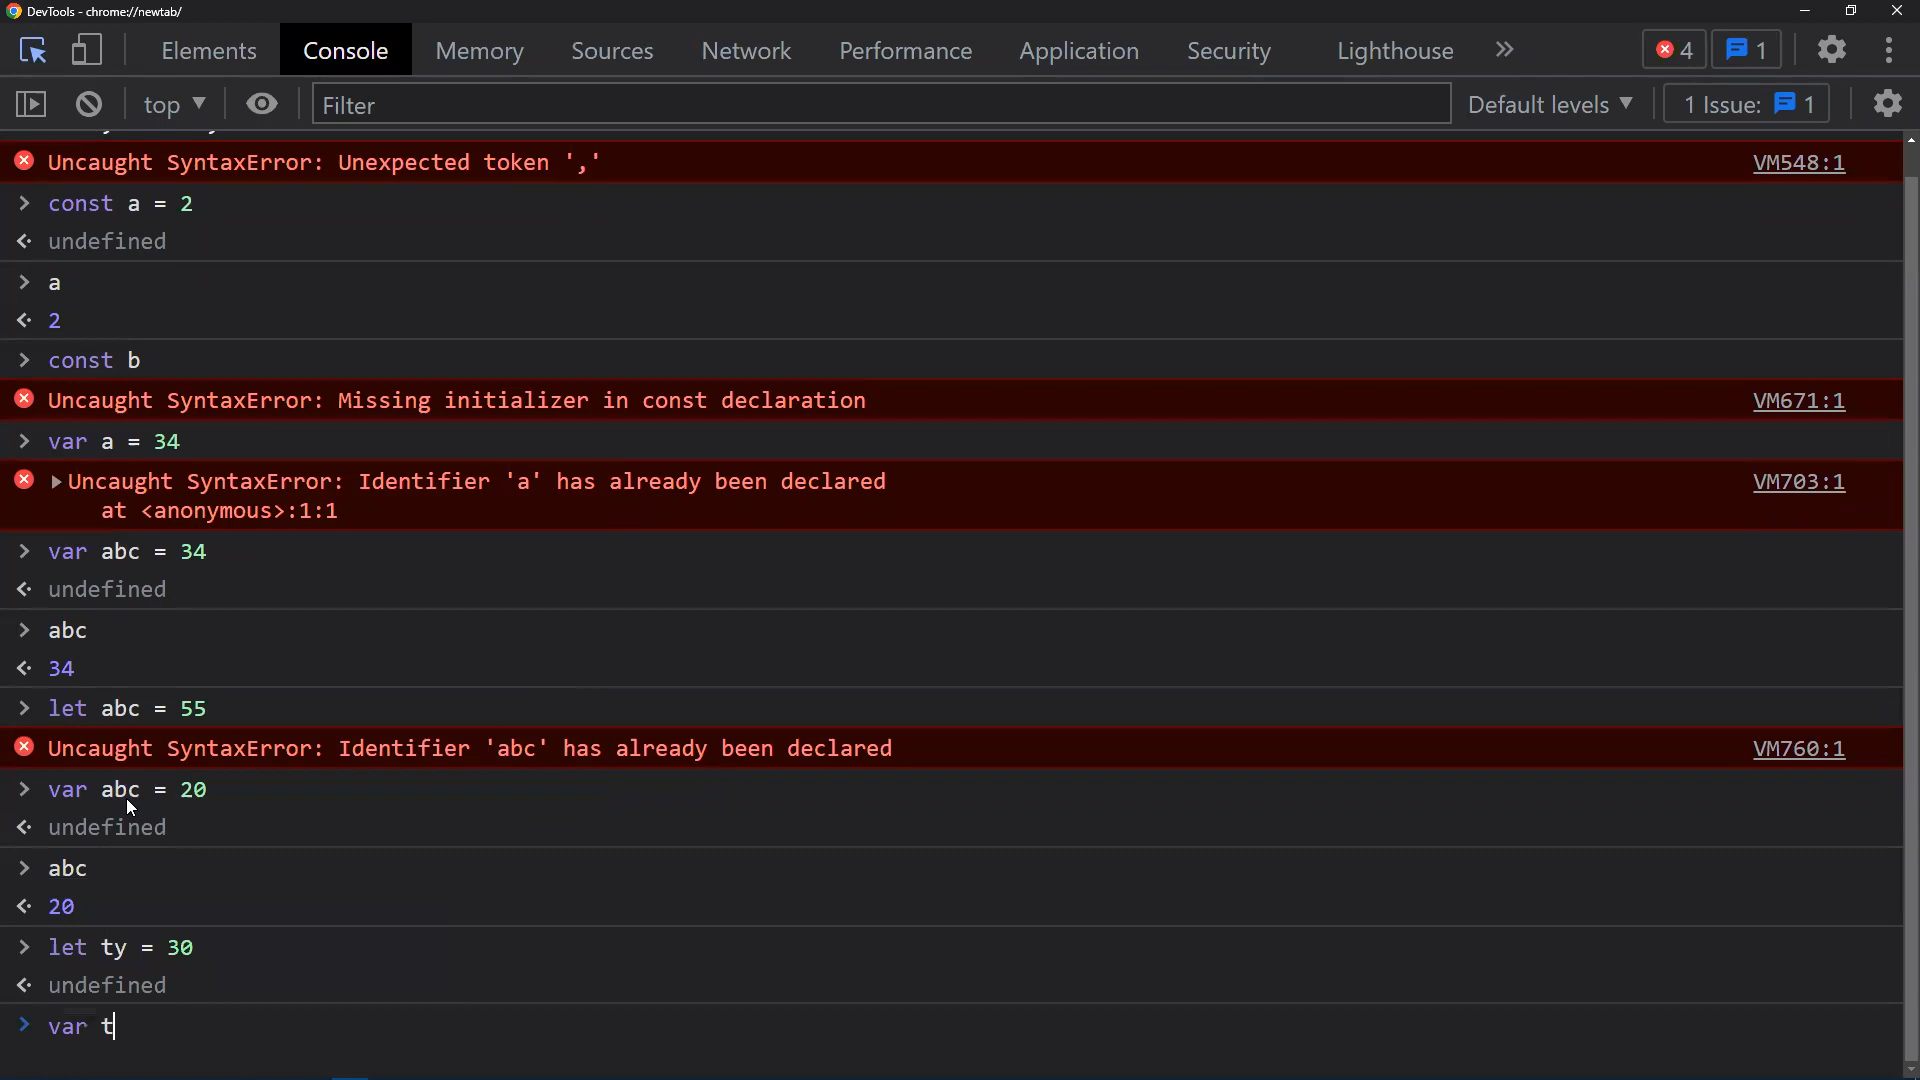 DevTools - chrome://newtab/
Elements Console Memory Sources Network Performance Application Security Lighthouse 4 1
top Filter Default levels 1 Issue: 1
Uncaught SyntaxError: Unexpected token ',' VM548:1
const a = 2
undefined
a
2
const b
Uncaught SyntaxError: Missing initializer in const declaration VM671:1
var a = 34
Uncaught SyntaxError: Identifier 'a' has already been declared VM703:1
at <anonymous>:1:1
var abc = 34
undefined
abc
34
let abc = 55
Uncaught SyntaxError: Identifier 'abc' has already been declared VM760:1
var abc = 20
undefined
abc
20
let ty = 30
undefined
var t